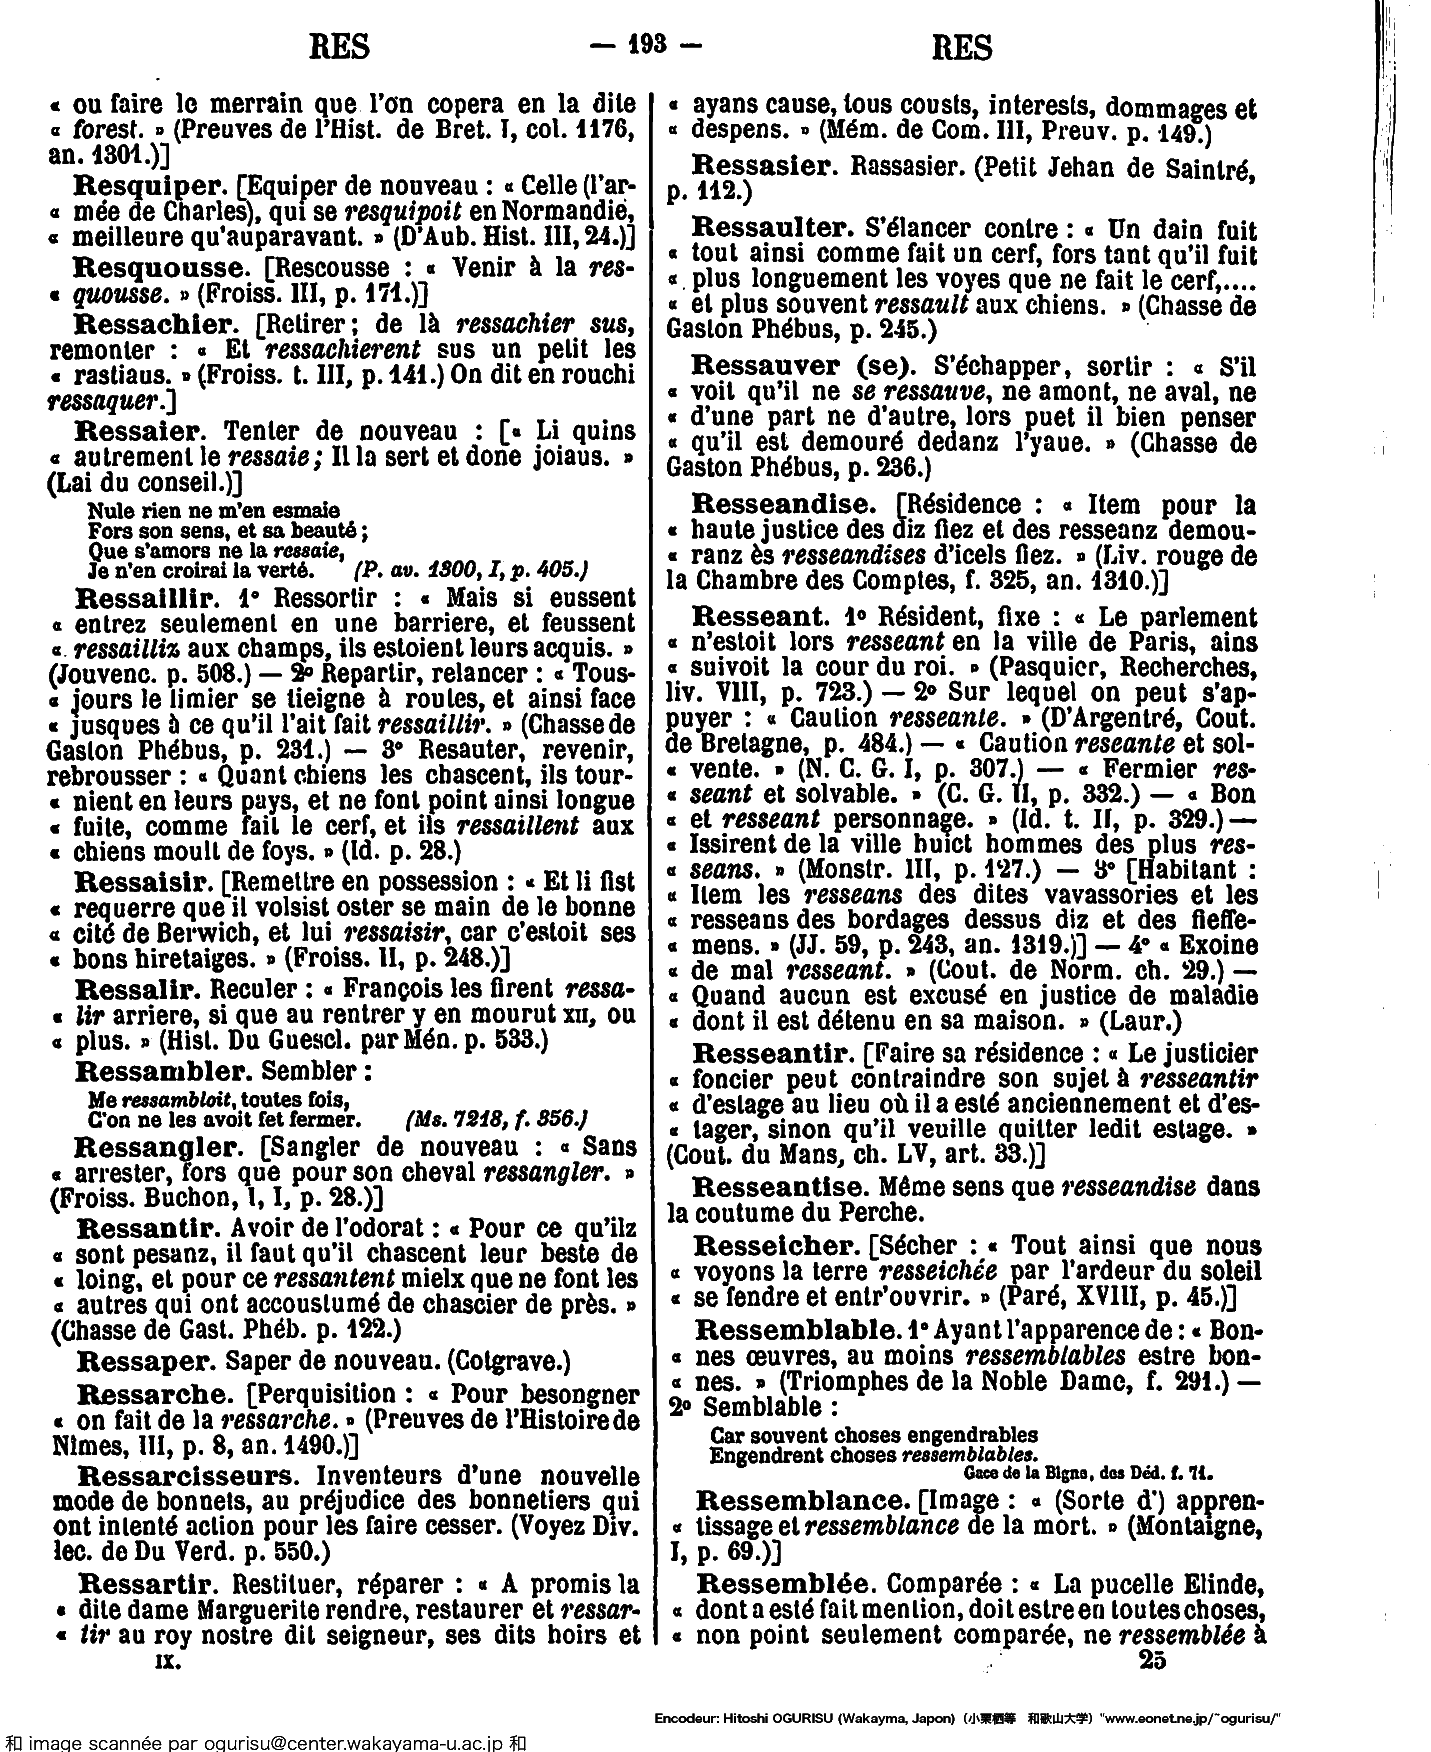 RES — 193 — RES
« ou faire le merrain que l'on copera en la dite
« forest. » (Preuves de l'Hist. de Bret. I, col. 1176,
an. 1301.)]
Resquiper. [Equiper de nouveau : « Celle (l'ar-
« mée de Charles), qui se resquipoit en Normandie,
« meilleure qu'auparavant. » (D'Aub. Hist. III, 24.)]
Resquousse. [Rescousse : « Venir à la res-
« quousse. » (Froiss. III, p. 171.)]
Ressachier. [Retirer ; de là ressachier sus,
remonter : « Et ressachierent sus un petit les
« rastiaus. » (Froiss. t. III, p. 141.) On dit en rouchi
ressaquer.]
Ressaier. Tenter de nouveau : [« Li quins
« autrement le ressaie ; Il la sert et done joiaus. »
(Lai du conseil.)]
Nule rien ne m'en esmaie
Fors son sens, et sa beauté ;
Que s'amors ne la ressaie,
Je n'en croirai la verté. (P. av. 1300, I, p. 405.)
Ressaillir. 1° Ressortir : « Mais si eussent
« entrez seulement en une barriere, et feussent
« ressailliz aux champs, ils estoient leurs acquis. »
(Jouvenc. p. 508.) — 2° Repartir, relancer : « Tous-
« jours le limier se tieigne à routes, et ainsi face
« jusques à ce qu'il l'ait fait ressaillir. » (Chasse de
Gaston Phébus, p. 231.) — 3° Resauter, revenir,
rebrousser : « Quant chiens les chascent, ils tour-
« nient en leurs pays, et ne font point ainsi longue
« fuite, comme fait le cerf, et ils ressaillent aux
« chiens moult de foys. » (Id. p. 28.)
Ressaisir. [Remettre en possession : « Et li fist
« requerre que il volsist oster se main de le bonne
« cité de Berwich, et lui ressaisir, car c'estoit ses
« bons hiretaiges. » (Froiss. II, p. 248.)]
Ressalir. Reculer : « François les firent ressa-
« lir arriere, si que au rentrer y en mourut XII, ou
« plus. » (Hist. Du Guescl. par Mén. p. 533.)
Ressambler. Sembler :
Me ressambloit, toutes fois,
C'on ne les avoit fet fermer. (Ms. 7218, f. 356.)
Ressangler. [Sangler de nouveau : « Sans
« arrester, fors que pour son cheval ressangler. »
(Froiss. Buchon, I, I, p. 28.)]
Ressantir. Avoir de l'odorat : « Pour ce qu'ilz
« sont pesanz, il faut qu'il chascent leur beste de
« loing, et pour ce ressantent mielx que ne font les
« autres qui ont accoustumé de chascier de près. »
(Chasse de Gast. Phéb. p. 122.)
Ressaper. Saper de nouveau. (Cotgrave.)
Ressarche. [Perquisition : « Pour besongner
« on fait de la ressarche. » (Preuves de l'Histoire de
Nîmes, III, p. 8, an. 1490.)]
Ressarcisseurs. Inventeurs d'une nouvelle
mode de bonnets, au préjudice des bonnetiers qui
ont intenté action pour les faire cesser. (Voyez Div.
lec. de Du Verd. p. 550.)
Ressartir. Restituer, réparer : « A promis la
« dite dame Marguerite rendre, restaurer et ressar-
« tir au roy nostre dit seigneur, ses dits hoirs et
IX.
« ayans cause, tous cousts, interests, dommages et
« despens. » (Mém. de Com. III, Preuv. p. 149.)
Ressasier. Rassasier. (Petit Jehan de Saintré,
p. 112.)
Ressaulter. S'élancer contre : « Un dain fuit
« tout ainsi comme fait un cerf, fors tant qu'il fuit
« plus longuement les voyes que ne fait le cerf,....
« et plus souvent ressault aux chiens. » (Chasse de
Gaston Phébus, p. 245.)
Ressauver (se). S'échapper, sortir : « S'il
« voit qu'il ne se ressauve, ne amont, ne aval, ne
« d'une part ne d'autre, lors puet il bien penser
« qu'il est demouré dedanz l'yaue. » (Chasse de
Gaston Phébus, p. 236.)
Resseandise. [Résidence : « Item pour la
« haute justice des diz fiez et des resseanz demou-
« ranz ès resseandises d'icels fiez. » (Liv. rouge de
la Chambre des Comptes, f. 325, an. 1310.)]
Resseant. 1° Résident, fixe : « Le parlement
« n'estoit lors resseant en la ville de Paris, ains
« suivoit la cour du roi. » (Pasquier, Recherches,
liv. VIII, p. 723.) — 2° Sur lequel on peut s'ap-
puyer : « Caution resseante. » (D'Argentré, Cout.
de Bretagne, p. 484.) — « Caution reseante et sol-
« vente. » (N. C. G. I, p. 307.) — « Fermier res-
« seant et solvable. » (C. G. II, p. 332.) — « Bon
« et resseant personnage. » (Id. t. II, p. 329.) —
« Issirent de la ville huict hommes des plus res-
« seans. » (Monstr. III, p. 127.) — 3° [Habitant :
« Item les resseans des dites vavassories et les
« resseans des bordages dessus diz et des fieffe-
« mens. » (JJ. 59, p. 243, an. 1319.)] — 4° « Exoine
« de mal resseant. » (Cout. de Norm. ch. 29.) —
« Quand aucun est excusé en justice de maladie
« dont il est détenu en sa maison. » (Laur.)
Resseantir. [Faire sa résidence : « Le justicier
« foncier peut contraindre son sujet à resseantir
« d'estage au lieu où il a esté anciennement et d'es-
« tager, sinon qu'il veuille quitter ledit estage. »
(Cout. du Mans, ch. LV, art. 33.)]
Resseantise. Même sens que resseandise dans
la coutume du Perche.
Resseicher. [Sécher : « Tout ainsi que nous
« voyons la terre resseichée par l'ardeur du soleil
« se fendre et entr'ouvrir. » (Paré, XVIII, p. 45.)]
Ressemblable. 1° Ayant l'apparence de : « Bon-
« nes œuvres, au moins ressemblables estre bon-
« nes. » (Triomphes de la Noble Dame, f. 291.) —
2° Semblable :
Car souvent choses engendrables
Engendrent choses ressemblables.
Gace de la Bigne, des Déd. f. 71.
Ressemblance. [Image : « (Sorte d') appren-
« tissage et ressemblance de la mort. » (Montaigne,
I, p. 69.)]
Ressemblée. Comparée : « La pucelle Elinde,
« dont a esté fait mention, doit estre en toutes choses,
« non point seulement comparée, ne ressemblée à
25
Encodeur: Hitoshi OGURISU (Wakayma, Japon) (小栗栖等 和歌山大学) "www.eonet.ne.jp/~ogurisu/"
和 image scannée par ogurisu@center.wakayama-u.ac.jp 和